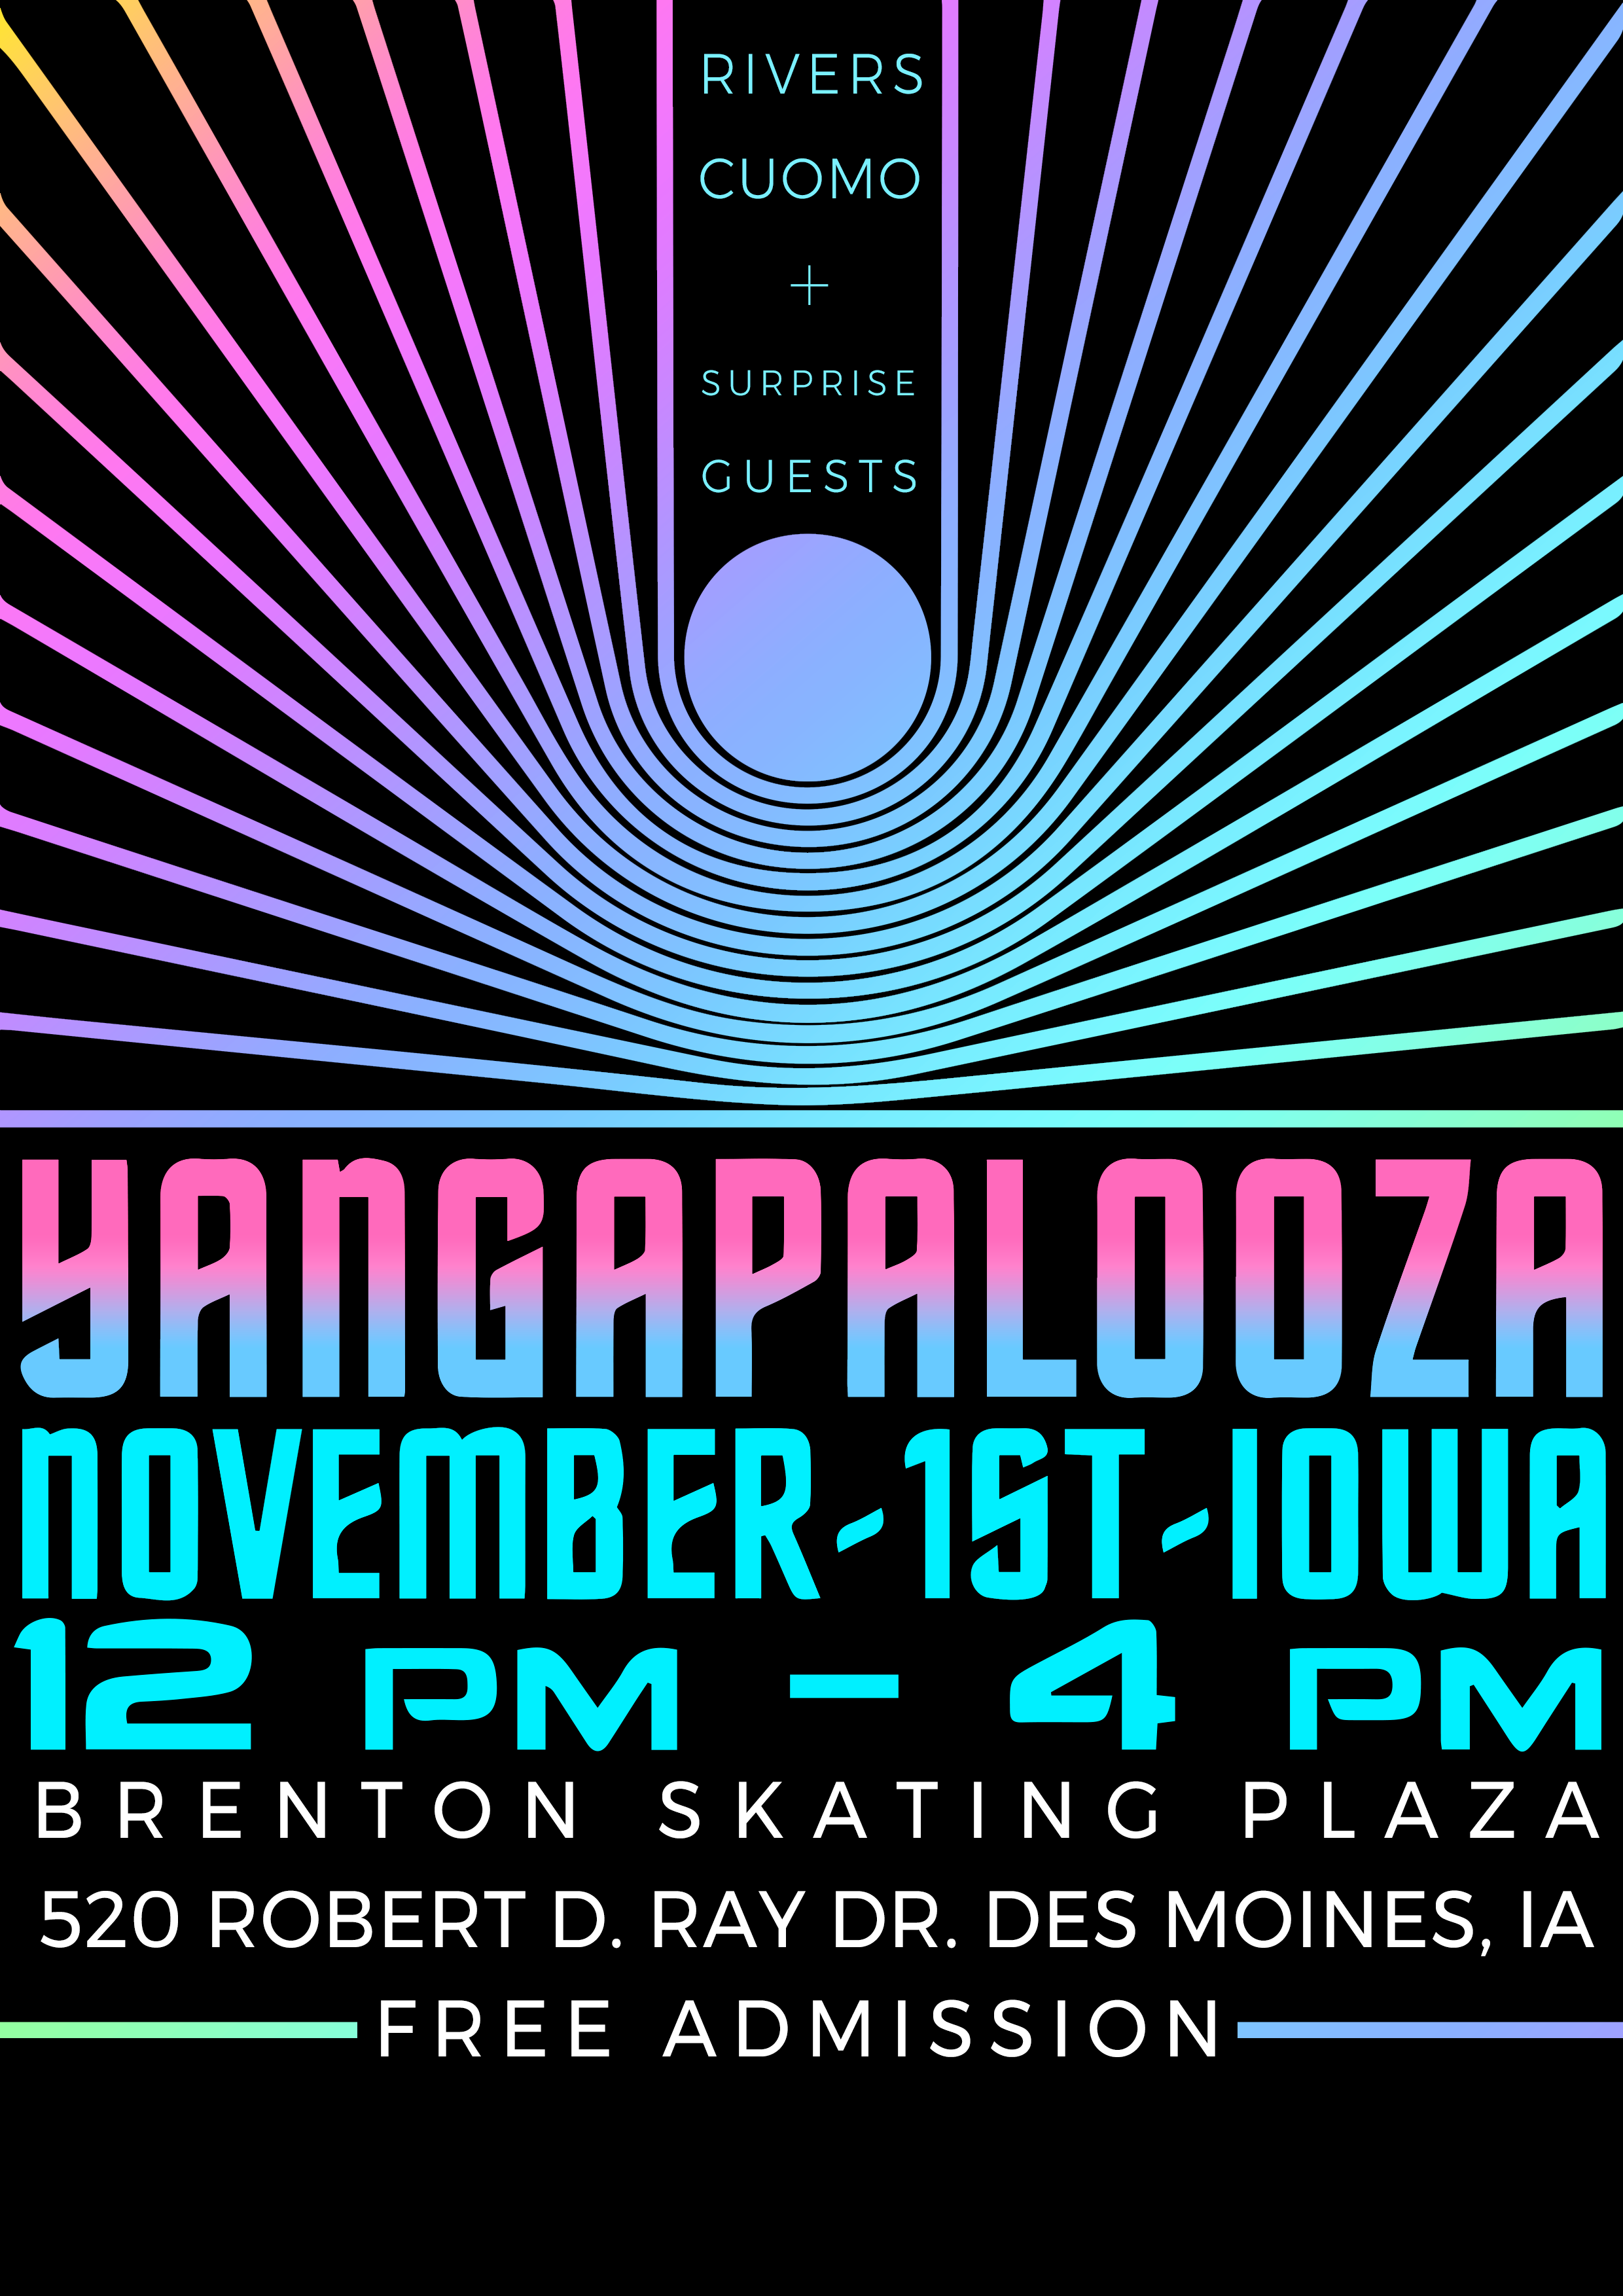 RIVERS
CUOMO
+
SURPRISE
GUESTS
YANGAPALOOZA
NOVEMBER-1ST-IOWA
12 PM – 4 PM
BRENTON SKATING PLAZA
520 ROBERT D. RAY DR. DES MOINES, IA
FREE ADMISSION